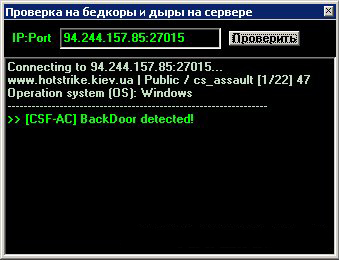 Проверка на бедкоры и дыры на сервере
IP:Port 94.244.157.85:27015 Проверить
Connecting to 94.244.157.85:27015...
www.hotstrike.kiev.ua | Public / cs_assault [1/22] 47
Operation system (OS): Windows
------------------------------------------------------------------
>> [CSF-AC] BackDoor detected!